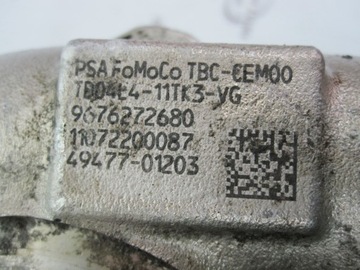 PSA FoMoCo TBC-CEM00
TD04L4-11TK3-VG
9676272680
11072200087
49477-01203